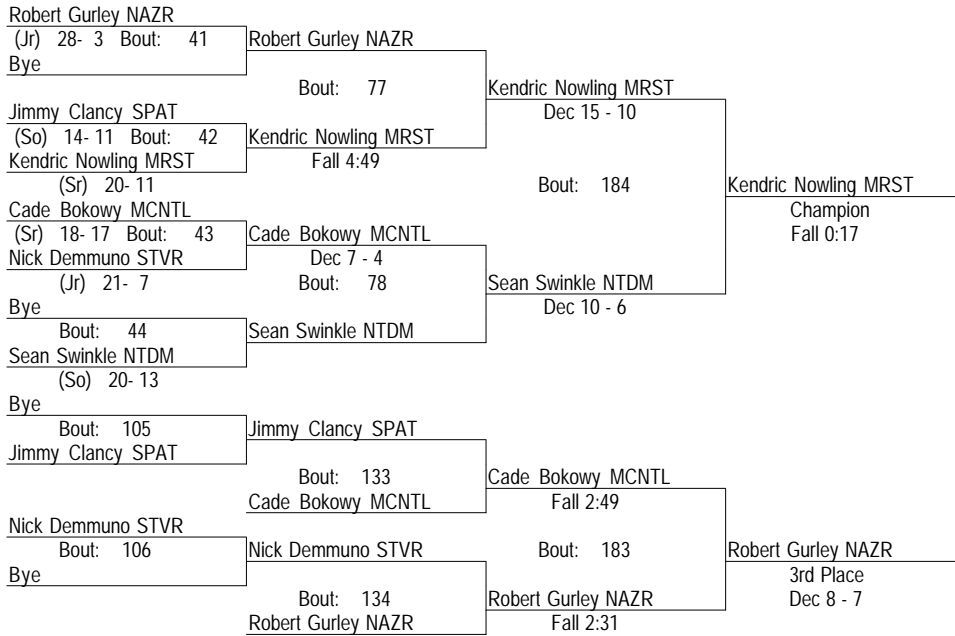 Robert Gurley NAZR
(Jr) 28- 3 Bout: 41
Robert Gurley NAZR
Bye
Bout: 77
Kendric Nowling MRST
Jimmy Clancy SPAT
Dec 15 - 10
(So) 14- 11 Bout: 42
Kendric Nowling MRST
Kendric Nowling MRST
Fall 4:49
(Sr) 20- 11
Bout: 184
Kendric Nowling MRST
Cade Bokowy MCNTL
Champion
(Sr) 18- 17 Bout: 43
Cade Bokowy MCNTL
Fall 0:17
Nick Demmuno STVR
Dec 7 - 4
(Jr) 21- 7
Bout: 78
Sean Swinkle NTDM
Bye
Dec 10 - 6
Bout: 44
Sean Swinkle NTDM
Sean Swinkle NTDM
(So) 20- 13
Bye
Bout: 105
Jimmy Clancy SPAT
Jimmy Clancy SPAT
Bout: 133
Cade Bokowy MCNTL
Cade Bokowy MCNTL
Fall 2:49
Nick Demmuno STVR
Bout: 106
Nick Demmuno STVR
Bout: 183
Robert Gurley NAZR
Bye
3rd Place
Bout: 134
Robert Gurley NAZR
Dec 8 - 7
Robert Gurley NAZR
Fall 2:31